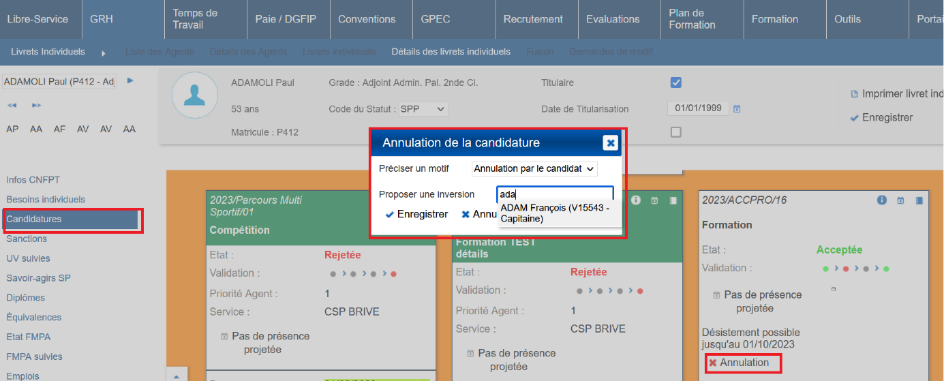 Libre-Service GRH Temps de Travail Paie / DGFIP Conventions GPEC Recrutement Evaluations Plan de Formation Formation Outils Portai
Livrets Individuels Liste des Agents Détails des Agents Livrets individuels Détails des livrets individuels Fusion Demandes de modif
ADAMOLI Paul (P412 - Adj
AP AA AF AV AV AA
ADAMOLI Paul Grade : Adjoint Admin. Pal. 2nde Cl. Titulaire
53 ans Code du Statut : SPP Date de Titularisation 01/01/1999
Matricule : P412
Imprimer livret ind
Enregistrer
Annulation de la candidature
Préciser un motif Annulation par le candidat
Proposer une inversion ada
ADAM François (V15543 -
Capitaine)
Enregistrer Annu
Infos CNFPT
Besoins individuels
Candidatures
Sanctions
UV suivies
Savoir-agirs SP
Diplômes
Équivalences
Etat FMPA
FMPA suivies
Emplois
2023/Parcours Multi
Sportif/01
Compétition
Etat : Rejetée
Validation :
Priorité Agent : 1
Service : CSP BRIVE
Pas de présence
projetée
Formation TEST
détails
Etat : Rejetée
Validation :
Priorité Agent : 1
Service : CSP BRIVE
Pas de présence
projetée
2023/ACCPRO/16
Formation
Etat : Acceptée
Validation :
Pas de présence
projetée
Désistement possible
jusqu'au 01/10/2023
Annulation